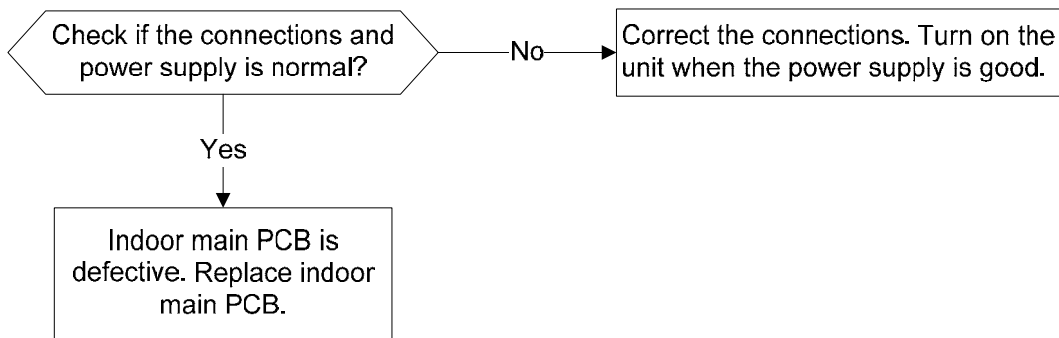 Check if the connections and
power supply is normal?
No
Correct the connections. Turn on the
unit when the power supply is good.
Yes
Indoor main PCB is
defective. Replace indoor
main PCB.